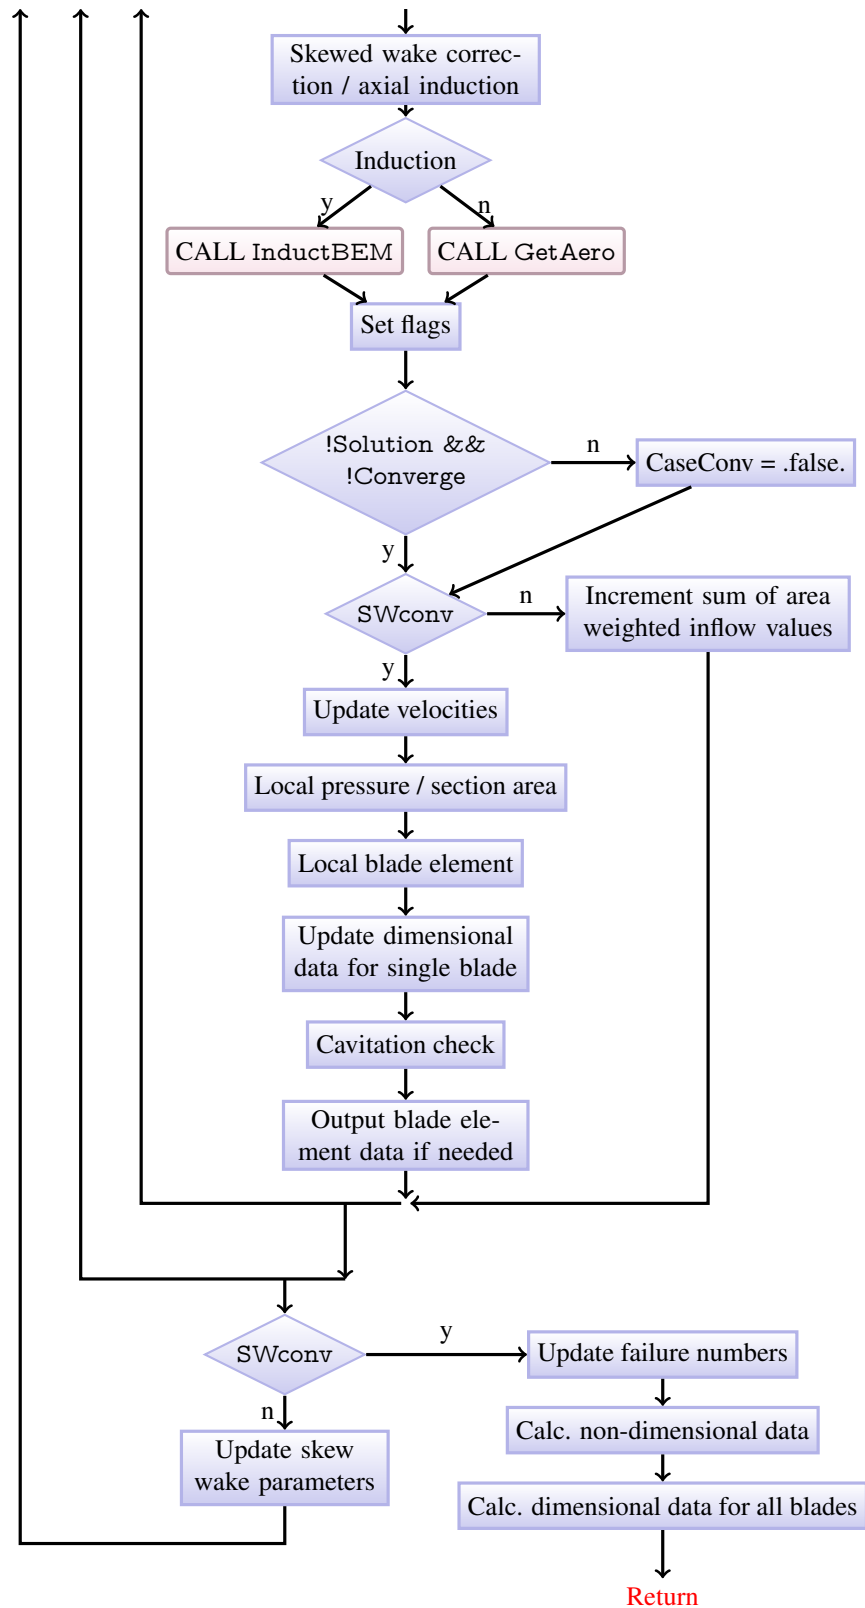 Skewed wake correc-
tion / axial induction
Induction
y
n
CALL InductBEM
CALL GetAero
Set flags
!Solution &&
!Converge
n
CaseConv = .false.
y
SWconv
n
Increment sum of area
weighted inflow values
y
Update velocities
Local pressure / section area
Local blade element
Update dimensional
data for single blade
Cavitation check
Output blade ele-
ment data if needed
SWconv
y
Update failure numbers
n
Update skew
wake parameters
Calc. non-dimensional data
Calc. dimensional data for all blades
Return